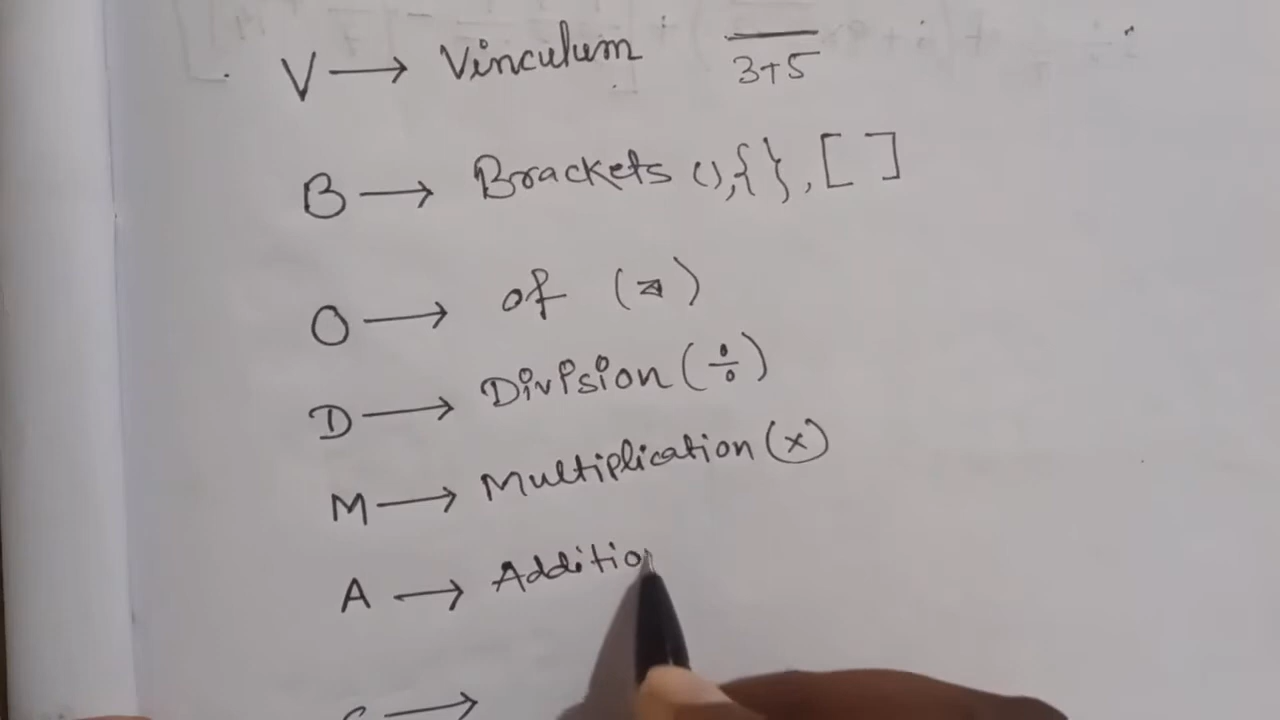 V → Vinculum 3+5
B → Brackets (), {}, [ ]
O → of ( )
D → Division (÷)
M → Multiplication (×)
A → Additio
S →